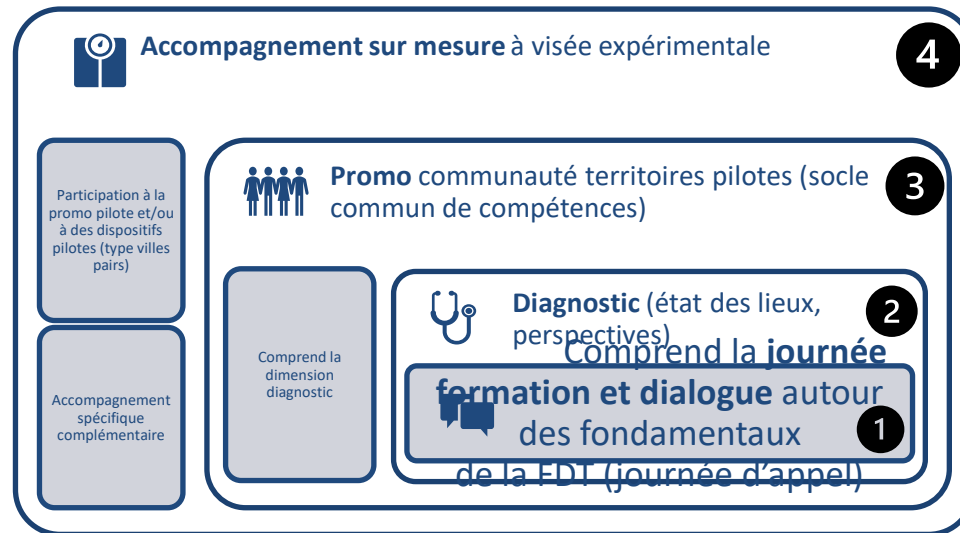 Accompagnement sur mesure à visée expérimentale
4
Participation à la
promo pilote et/ou
à des dispositifs
pilotes (type villes
pairs)
Accompagnement
spécifique
complémentaire
Promo communauté territoires pilotes (socle
commun de compétences)
3
Comprend la
dimension
diagnostic
Diagnostic (état des lieux,
perspectives)
2
Comprend la journée
formation et dialogue autour
des fondamentaux
de la FDT (journée d'appel)
1